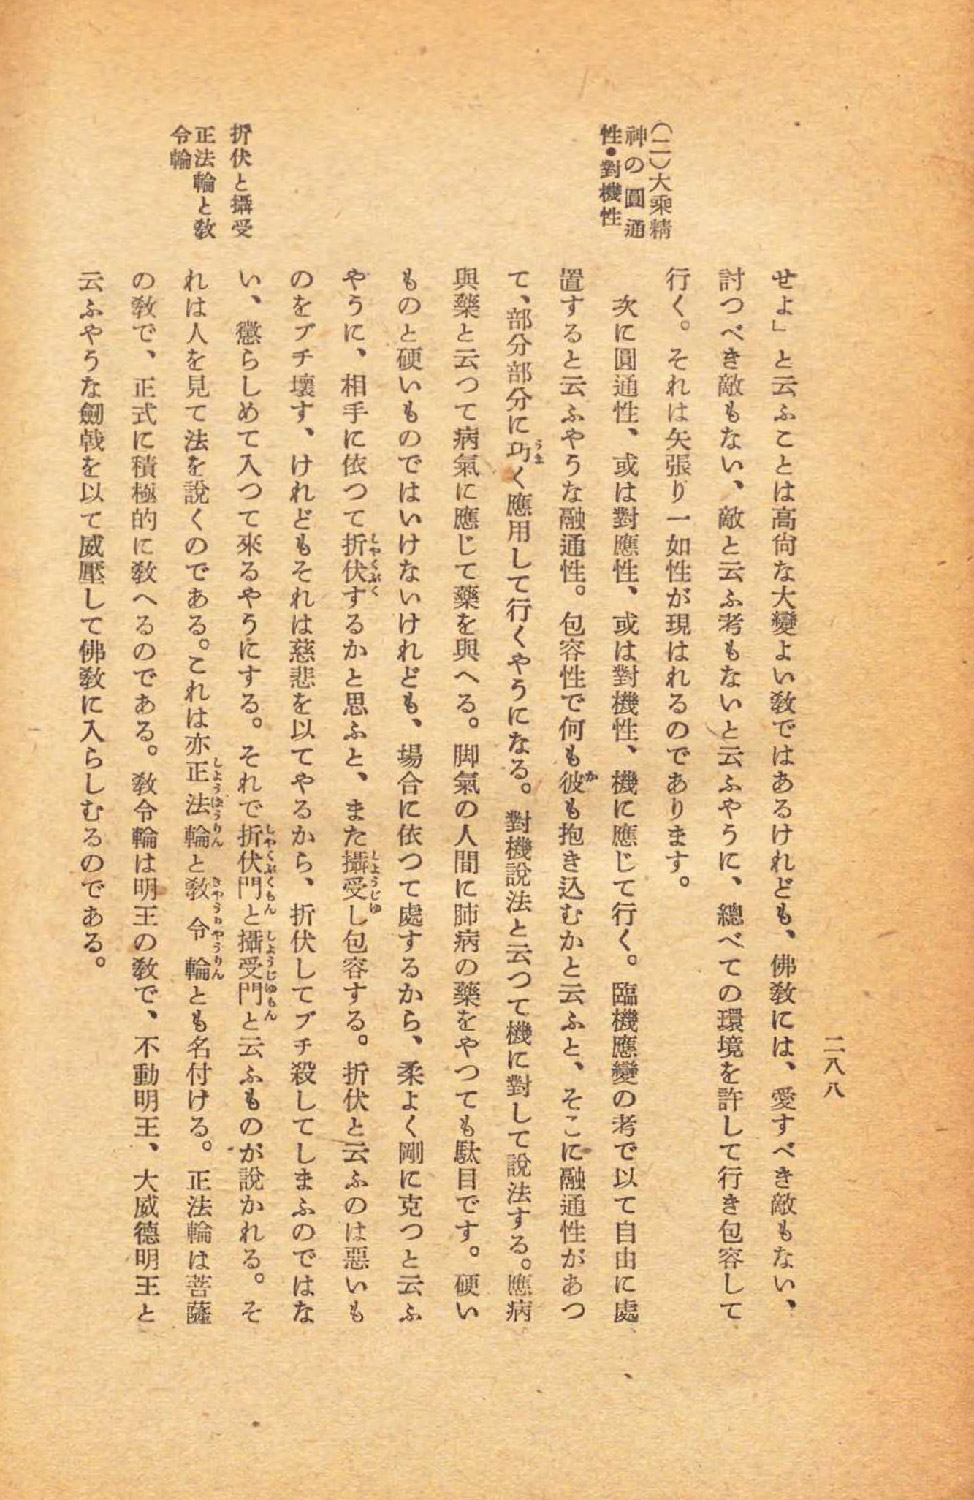 二八八
せよ」と云ふことは高尙な大變よい敎ではあるけれども、佛敎には、愛すべき敵もない、
討つべき敵もない、敵と云ふ考もないと云ふやうに、總べての環境を許して行き包容して
行く。それは矢張り一如性が現はれるのであります。
(二)大乘精
神の圓通
性・對機性
次に圓通性、或は對應性、或は對機性、機に應じて行く。臨機應變の考で以て自由に處
置すると云ふやうな融通性。包容性で何も彼も抱き込むかと云ふと、そこに融通性があつ
て、部分部分に巧く應用して行くやうになる。對機說法と云つて機に對して說法する。應病
與藥と云つて病氣に應じて藥を與へる。脚氣の人間に肺病の藥をやつても駄目です。硬い
ものと硬いものではいけないけれども、場合に依つて處するから、柔よく剛に克つと云ふ
やうに、相手に依つて折伏するかと思ふと、また攝受し包容する。折伏と云ふのは惡いも
のをブチ壞す、けれどもそれは慈悲を以てやるから、折伏してブチ殺してしまふのではな
折伏と攝受
い、懲らしめて入つて來るやうにする。それで折伏門と攝受門と云ふものが說かれる。そ
正法輪と敎
令輪
れは人を見て法を說くのである。これは亦正法輪と敎令輪とも名付ける。正法輪は菩薩
の敎で、正式に積極的に敎へるのである。敎令輪は明王の敎で、不動明王、大威德明王と
云ふやうな劒戟を以て威壓して佛敎に入らしむるのである。